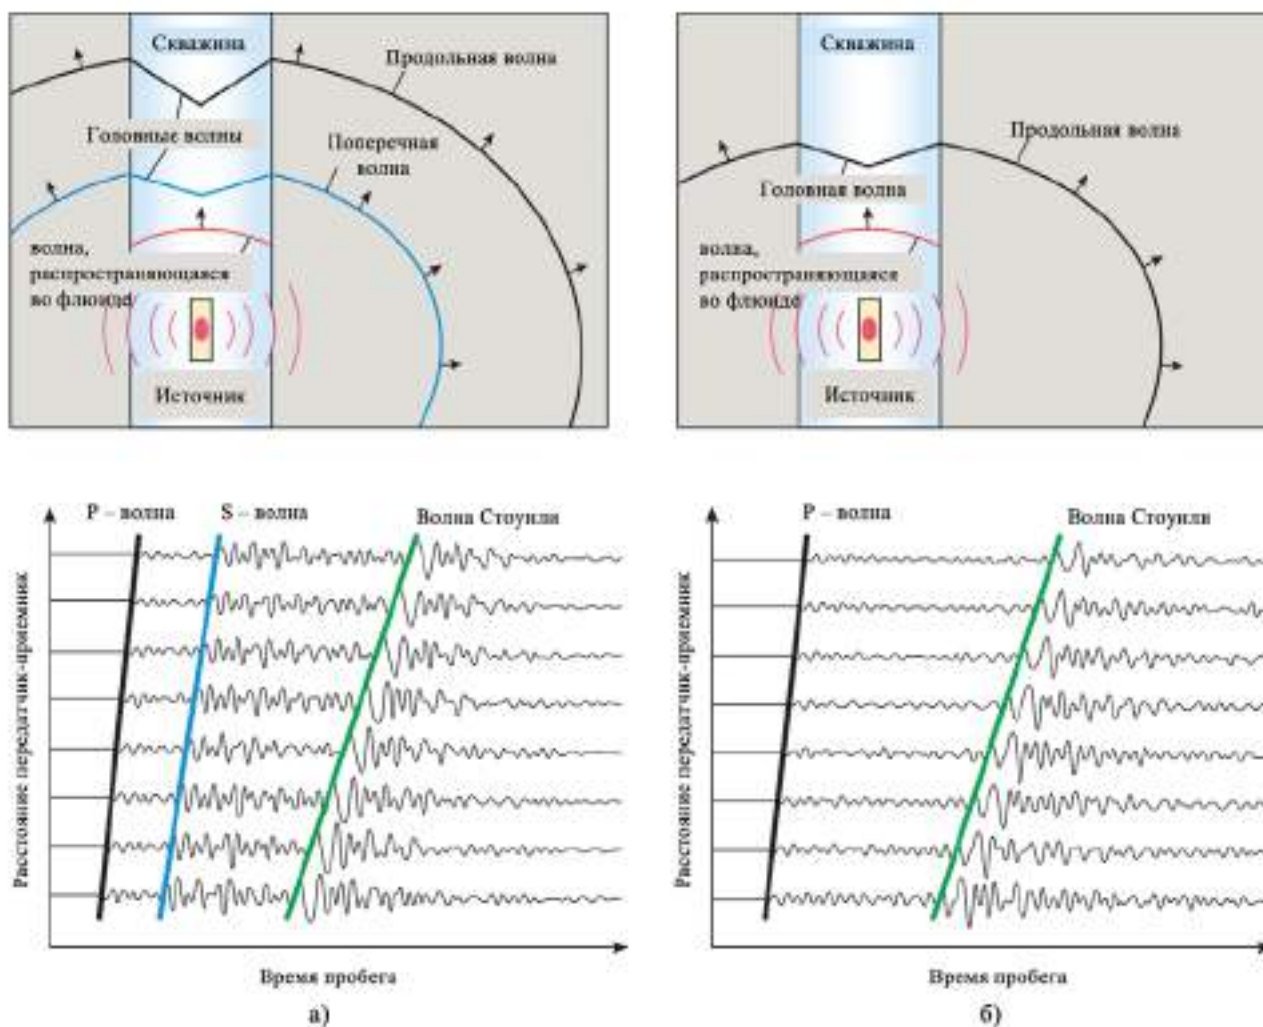 Скважина
Продольная волна
Головные волны
Поперечная
волна
волна,
распространяющаяся
во флюиде
Источник
Скважина
Продольная волна
Головная волна
волна,
распространяющаяся
во флюиде
Источник
P – волна
S – волна
Волна Стоунли
Расстояние передатчик-приемник
Время пробега
а)
P – волна
Волна Стоунли
Расстояние передатчик-приемник
Время пробега
б)